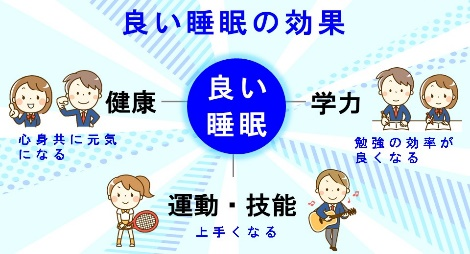 良い睡眠の効果
健康
心身共に元気
になる
良い
睡眠
学力
勉強の効率が
良くなる
運動・技能
上手くなる